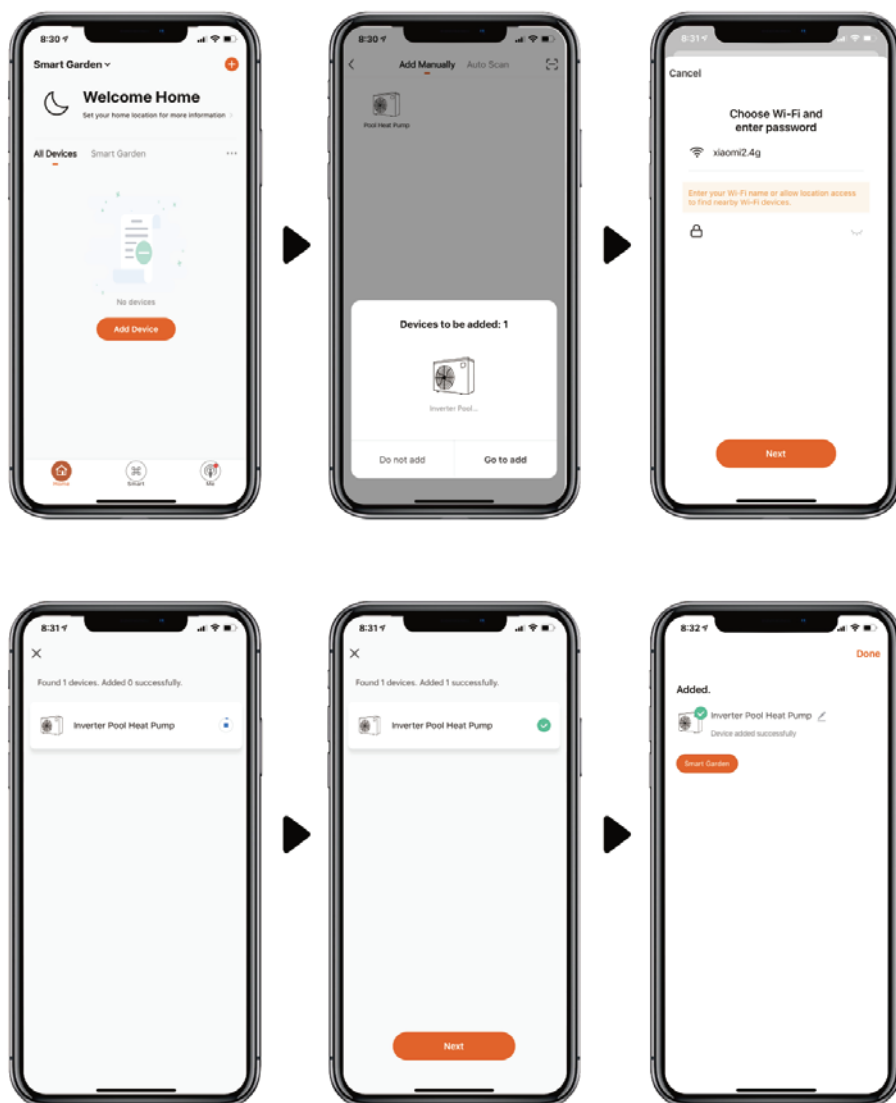 8:30
Smart Garden
Welcome Home
Set your home location for more information
All Devices Smart Garden ...
No devices
Add Device
Home Smart Me
8:30
Add Manually Auto Scan
Pool Heat Pump
Devices to be added: 1
Inverter Pool...
Do not add Go to add
8:31
Cancel
Choose Wi-Fi and
enter password
xiaomi2.4g
Enter your Wi-Fi name or allow location access
to find nearby Wi-Fi devices.
Next
8:31
Found 1 devices. Added 0 successfully.
Inverter Pool Heat Pump
8:31
Found 1 devices. Added 1 successfully.
Inverter Pool Heat Pump
Next
8:32
Done
Added.
Inverter Pool Heat Pump
Device added successfully
Smart Garden